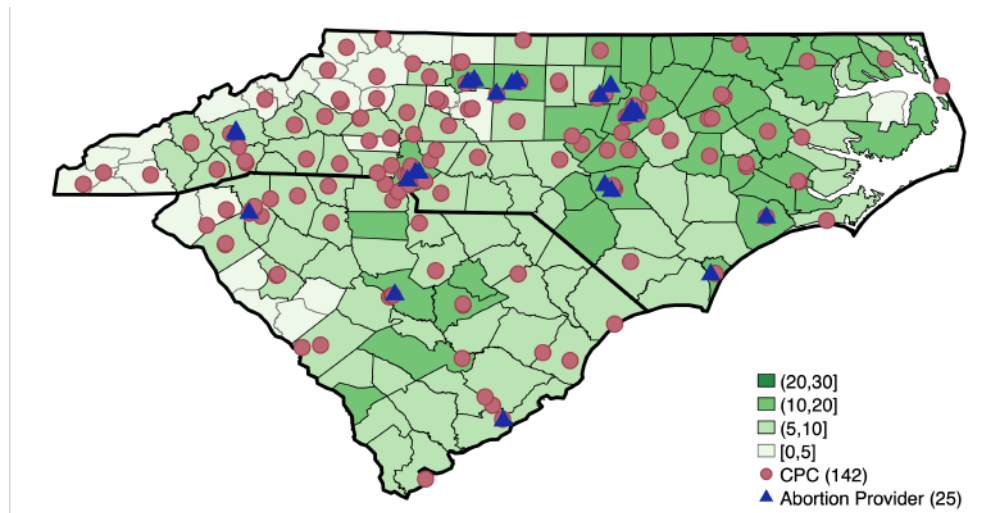 (20,30]
(10,20]
(5,10]
[0,5]
CPC (142)
Abortion Provider (25)